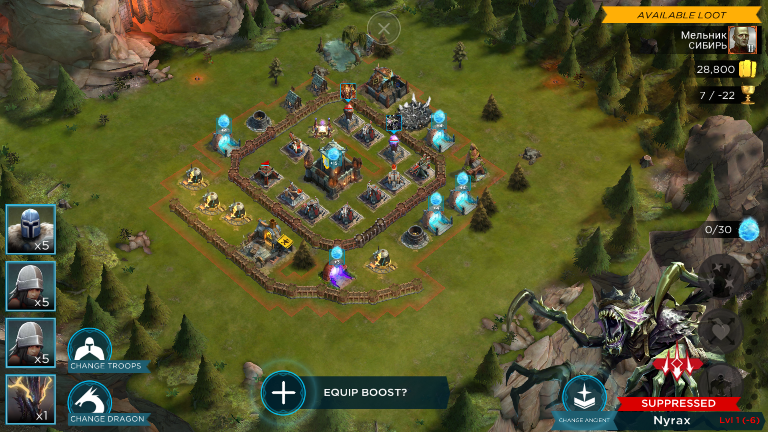 AVAILABLE LOOT
Мельник
СИБИРЬ
28,800
7 / -22
0/30
x5
x5
x5
x1
CHANGE TROOPS
CHANGE DRAGON
EQUIP BOOST?
CHANGE ANCIENT
SUPPRESSED
Nyrax
Lvl 1 (-6)